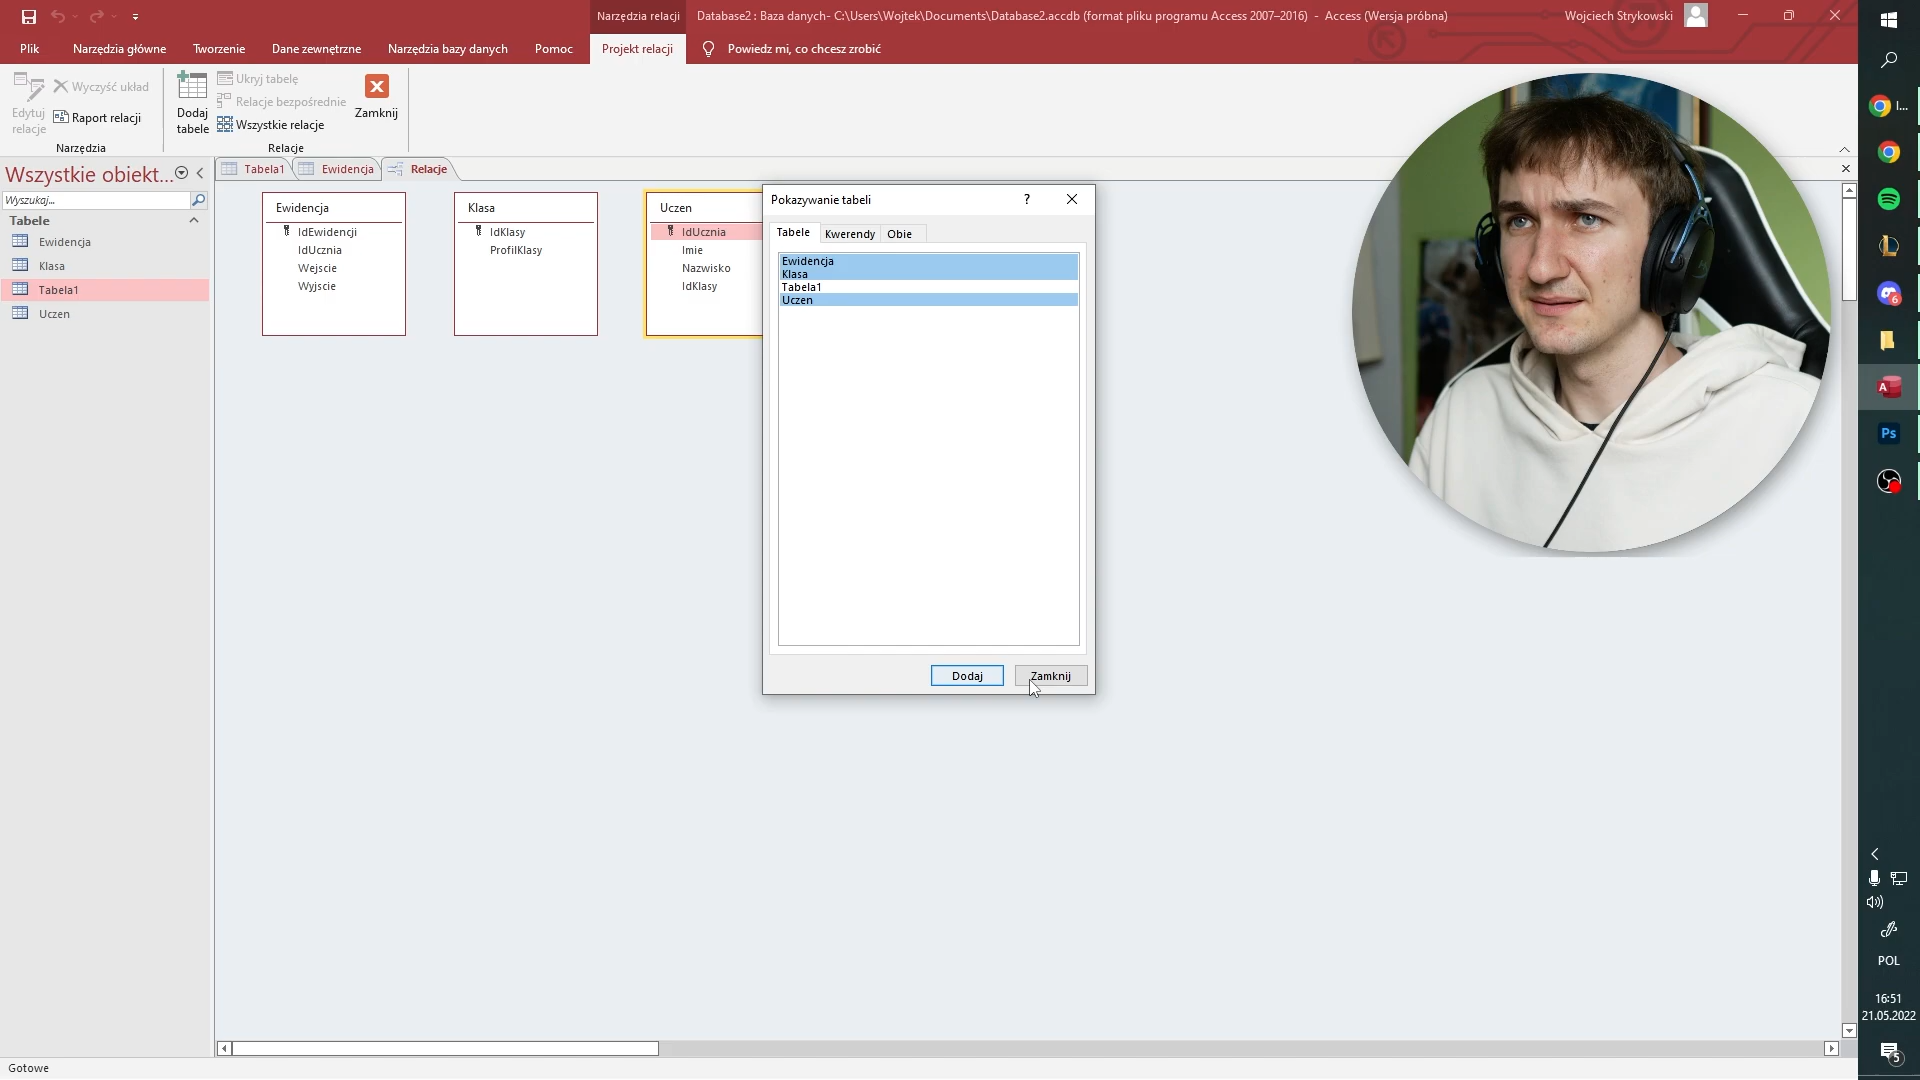 Narzędzia relacji
Database2 : Baza danych- C:\Users\Wojtek\Documents\Database2.accdb (format pliku programu Access 2007–2016) - Access (Wersja próbna)
Wojciech Strykowski
Plik
Narzędzia główne
Tworzenie
Dane zewnętrzne
Narzędzia bazy danych
Pomoc
Projekt relacji
Powiedz mi, co chcesz zrobić
Edytuj
relacje
Wyczyść układ
Raport relacji
Narzędzia
Dodaj
tabele
Ukryj tabelę
Relacje bezpośrednie
Wszystkie relacje
Zamknij
Relacje
Wszystkie obiekt...
Wyszukaj...
Tabele
Ewidencja
Klasa
Tabela1
Uczen
Tabela1
Ewidencja
Relacje
Ewidencja
IdEwidencji
IdUcznia
Wejscie
Wyjscie
Klasa
IdKlasy
ProfilKlasy
Uczen
IdUcznia
Imie
Nazwisko
IdKlasy
Pokazywanie tabeli
?
Tabele
Kwerendy
Obie
Ewidencja
Klasa
Tabela1
Uczen
Dodaj
Zamknij
Gotowe
I...
6
A
Ps
POL
16:51
21.05.2022
5